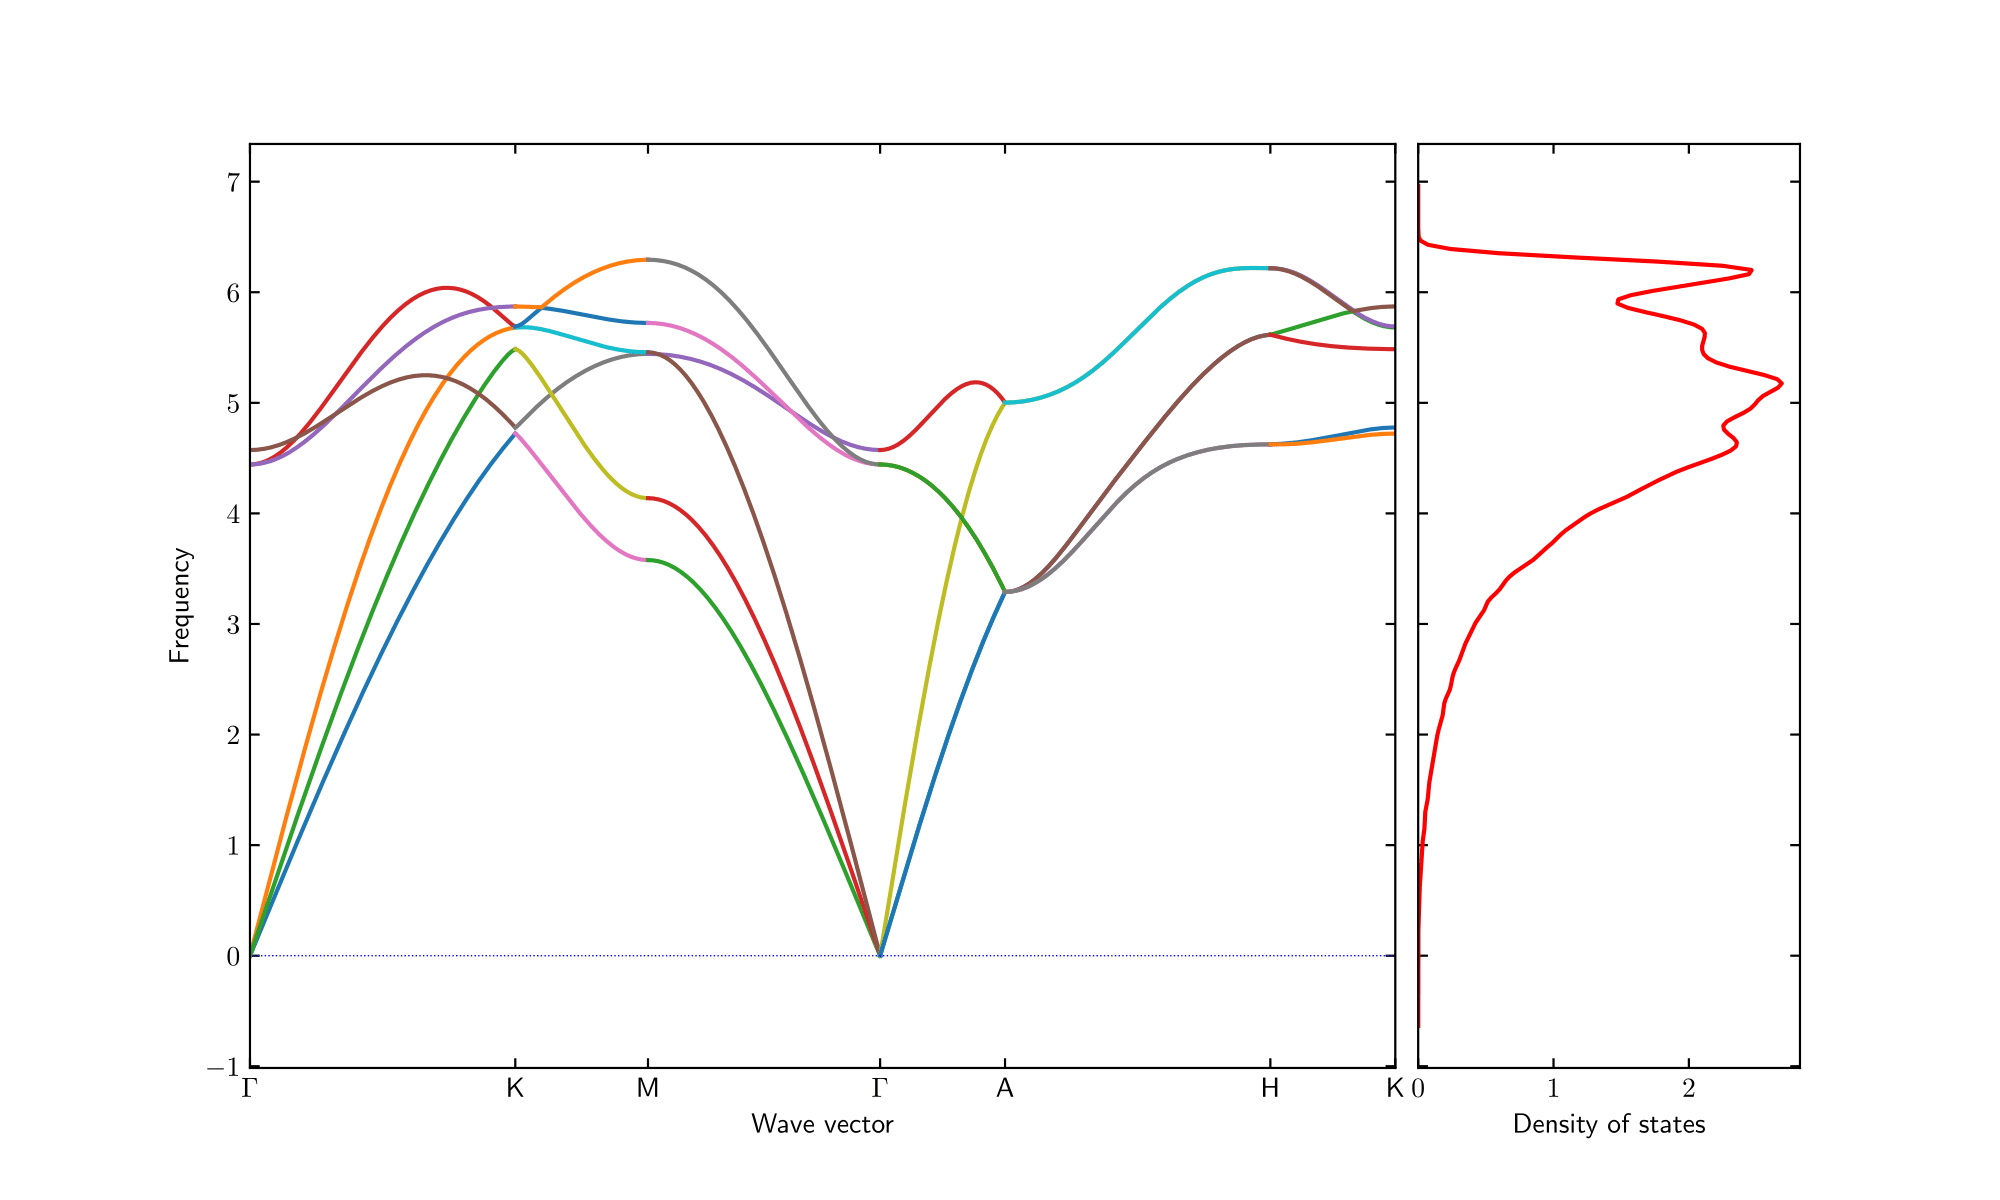 7
6
5
4
3
2
1
0
−1
Frequency
Γ K M Γ A H K
Wave vector
0 1 2
Density of states